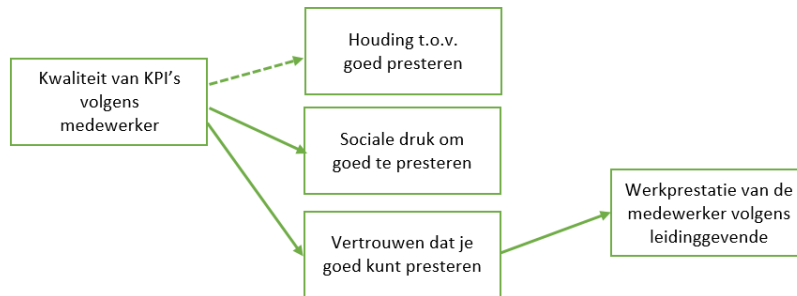 Kwaliteit van KPI's
volgens
medewerker
Houding t.o.v.
goed presteren
Sociale druk om
goed te presteren
Vertrouwen dat je
goed kunt presteren
Werkprestatie van de
medewerker volgens
leidinggevende